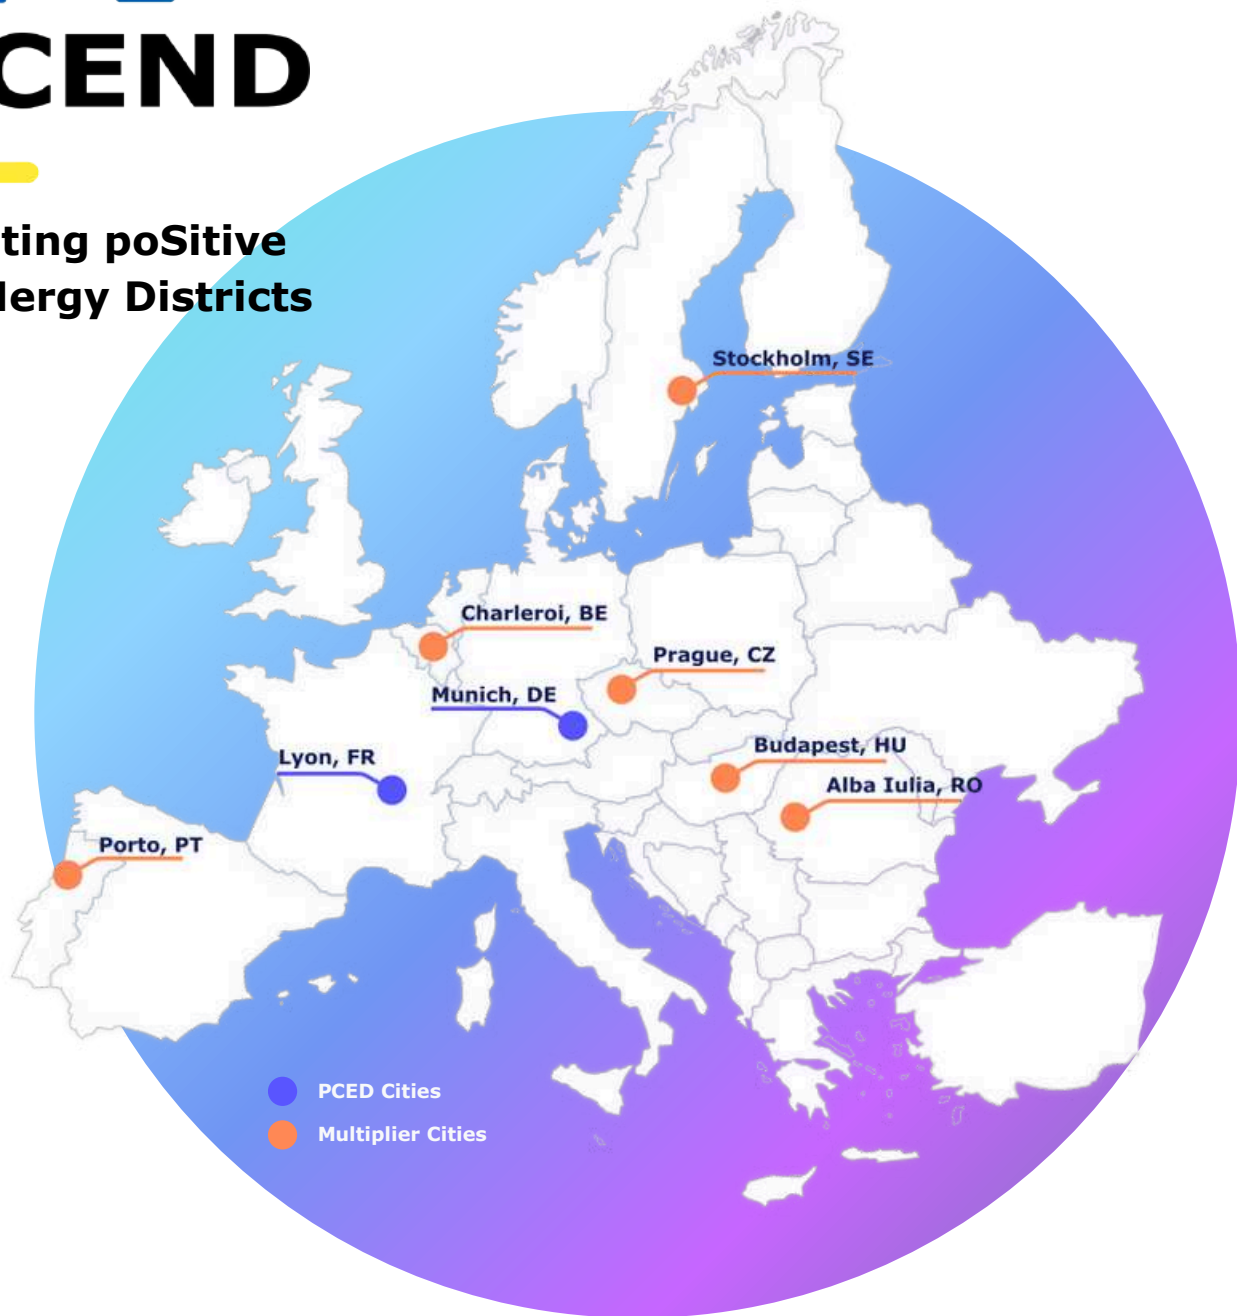 CEND
ting poSitive
ergy Districts
Stockholm, SE
Charleroi, BE
Prague, CZ
Munich, DE
Budapest, HU
Lyon, FR
Alba Iulia, RO
Porto, PT
PCED Cities
Multiplier Cities